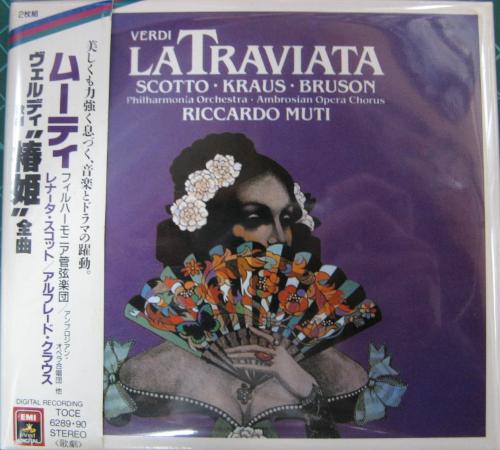 2枚組
ムーティ
ヴェルディ
歌劇
"椿姫"全曲
美しくも力強く息づく、音楽とドラマの躍動。
フィルハーモニア管弦楽団/アンブロジアン・オペラ合唱団 他
レナータ・スコット/アルフレード・クラウス
DIGITAL RECORDING
EMI
TOCE
6289・90
STEREO
〈歌劇〉
VERDI
LA TRAVIATA
SCOTTO · KRAUS · BRUSON
Philharmonia Orchestra · Ambrosian Opera Chorus
RICCARDO MUTI